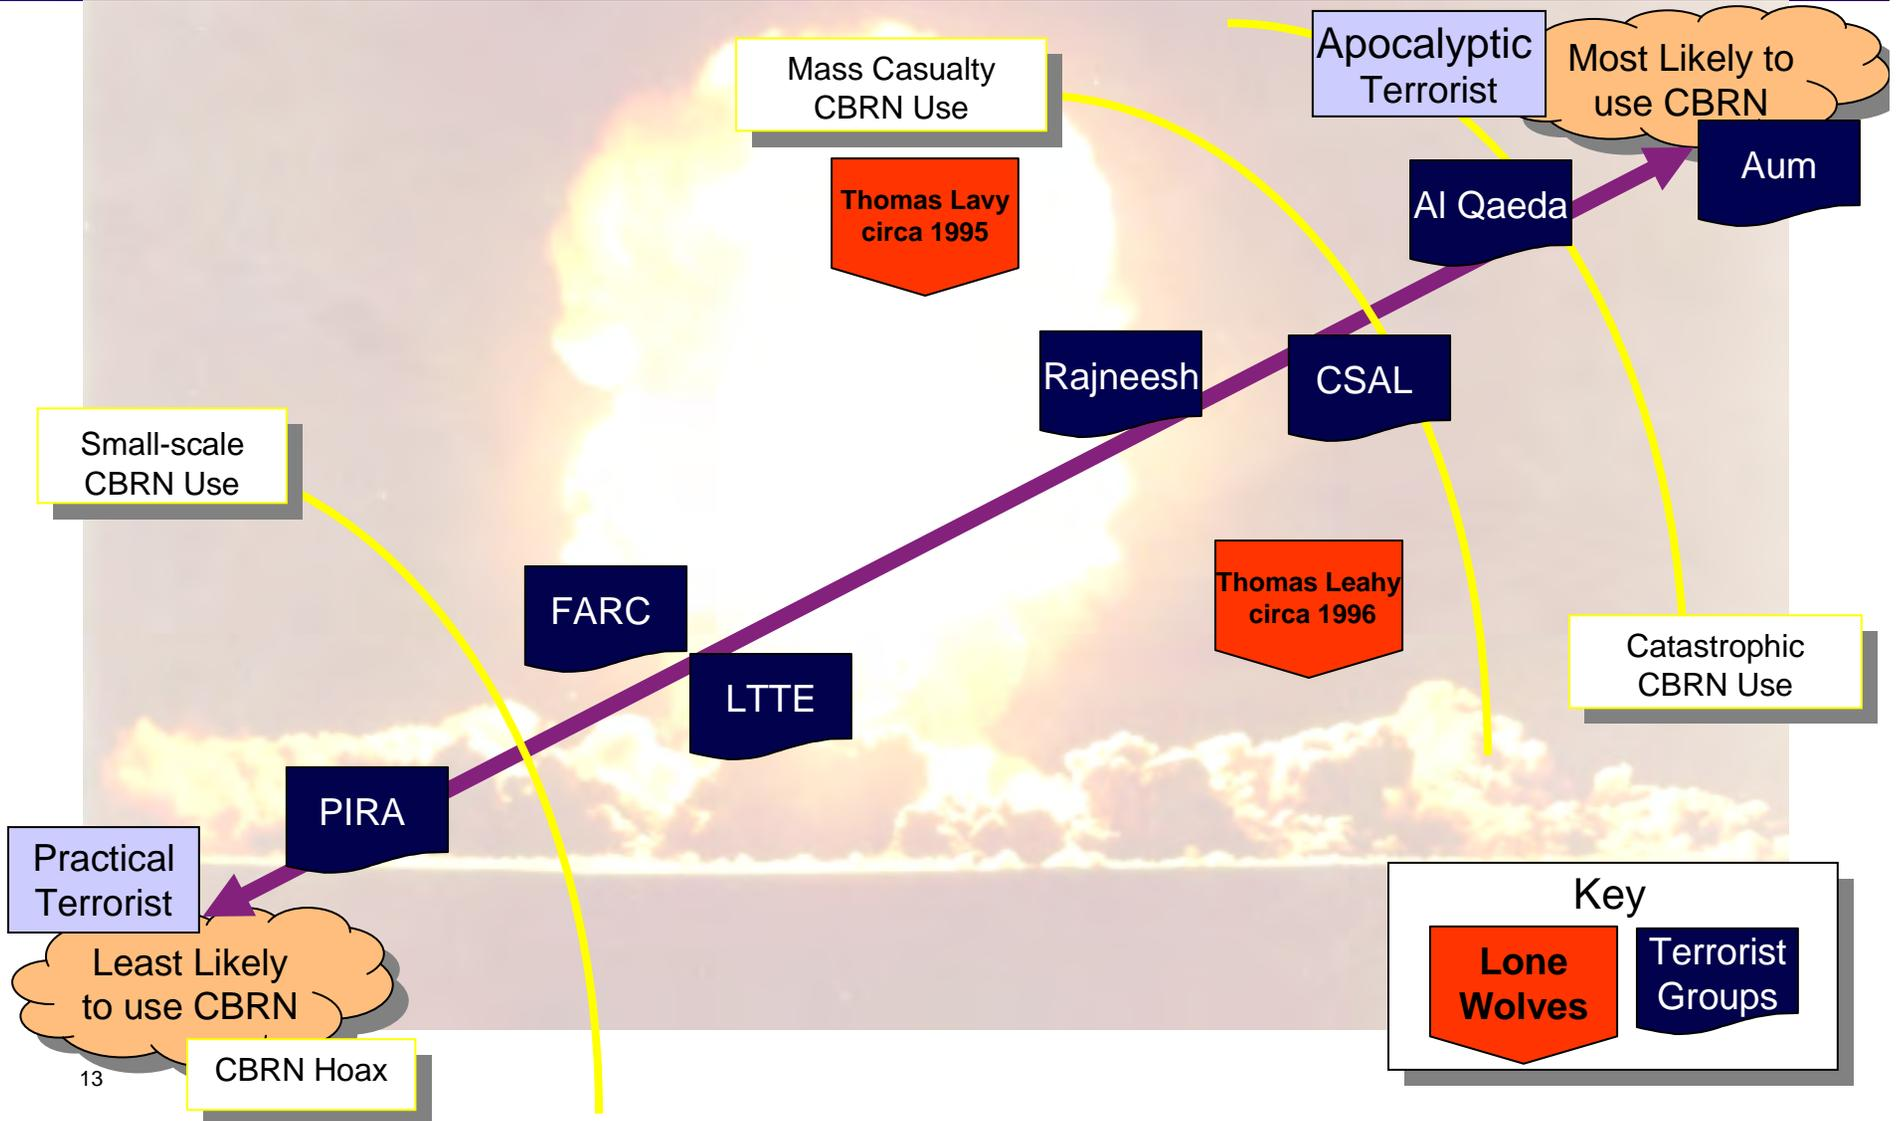 Apocalyptic
Terrorist
Most Likely to
use CBRN
Mass Casualty
CBRN Use
Aum
Al Qaeda
Thomas Lavy
circa 1995
Rajneesh
CSAL
Small-scale
CBRN Use
FARC
Thomas Leahy
circa 1996
LTTE
Catastrophic
CBRN Use
PIRA
Practical
Terrorist
Least Likely
to use CBRN
CBRN Hoax
13
Key
Lone
Wolves
Terrorist
Groups